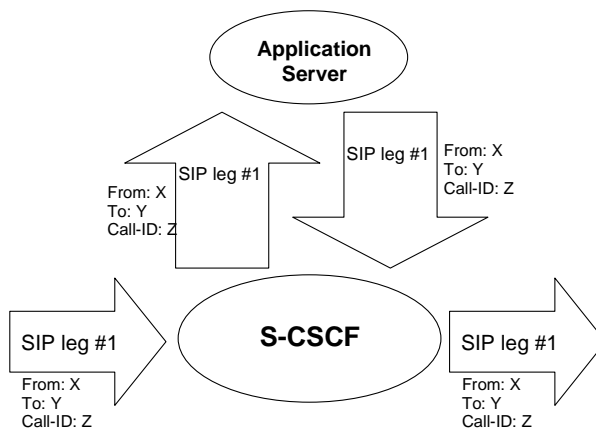 Application
Server
SIP leg #1
From: X
To: Y
Call-ID: Z
SIP leg #1
From: X
To: Y
Call-ID: Z
S-CSCF
SIP leg #1
From: X
To: Y
Call-ID: Z
SIP leg #1
From: X
To: Y
Call-ID: Z